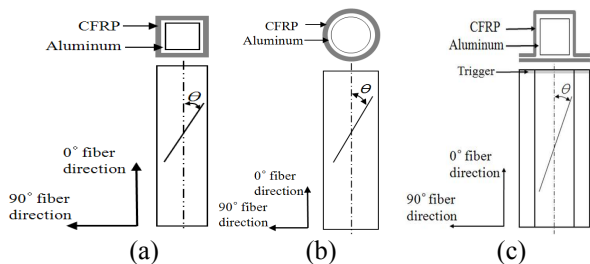 CFRP
Aluminum
θ
0° fiber
direction
90° fiber
direction
(a)
CFRP
Aluminum
θ
0° fiber
direction
90° fiber
direction
(b)
CFRP
Aluminum
Trigger
θ
0° fiber
direction
90° fiber
direction
(c)